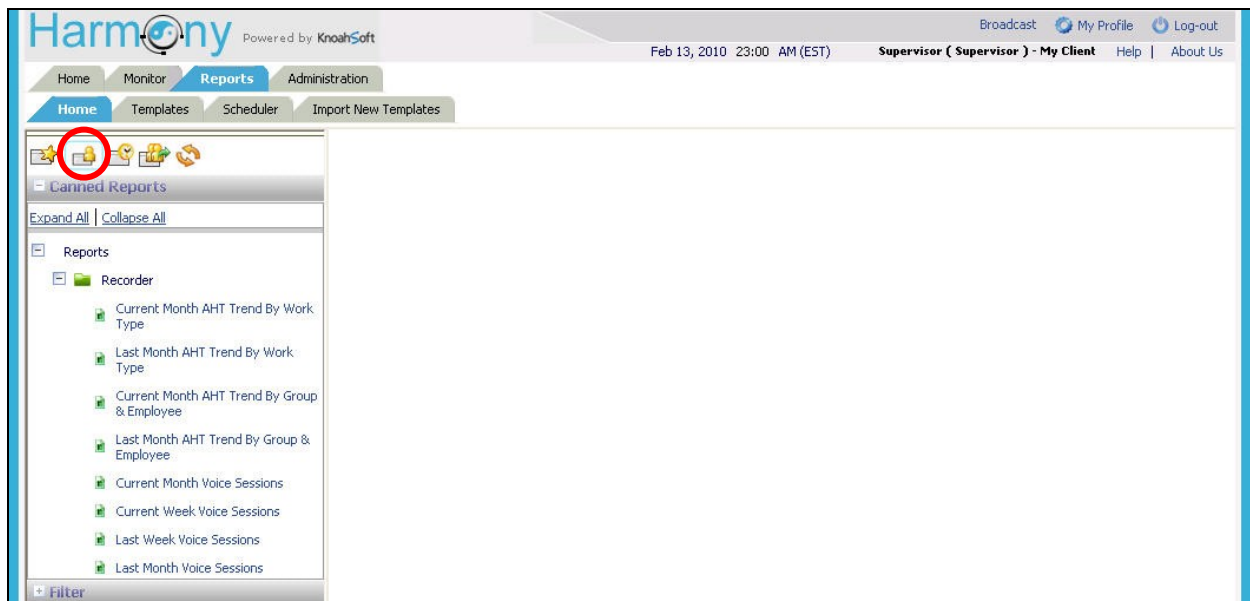 Harmony Powered by KnoahSoft
Broadcast My Profile Log-out
Feb 13, 2010 23:00 AM (EST) Supervisor ( Supervisor ) - My Client Help | About Us
Home Monitor Reports Administration
Home Templates Scheduler Import New Templates
Canned Reports
Expand All | Collapse All
Reports
Recorder
Current Month AHT Trend By Work
Type
Last Month AHT Trend By Work
Type
Current Month AHT Trend By Group
& Employee
Last Month AHT Trend By Group &
Employee
Current Month Voice Sessions
Current Week Voice Sessions
Last Week Voice Sessions
Last Month Voice Sessions
Filter